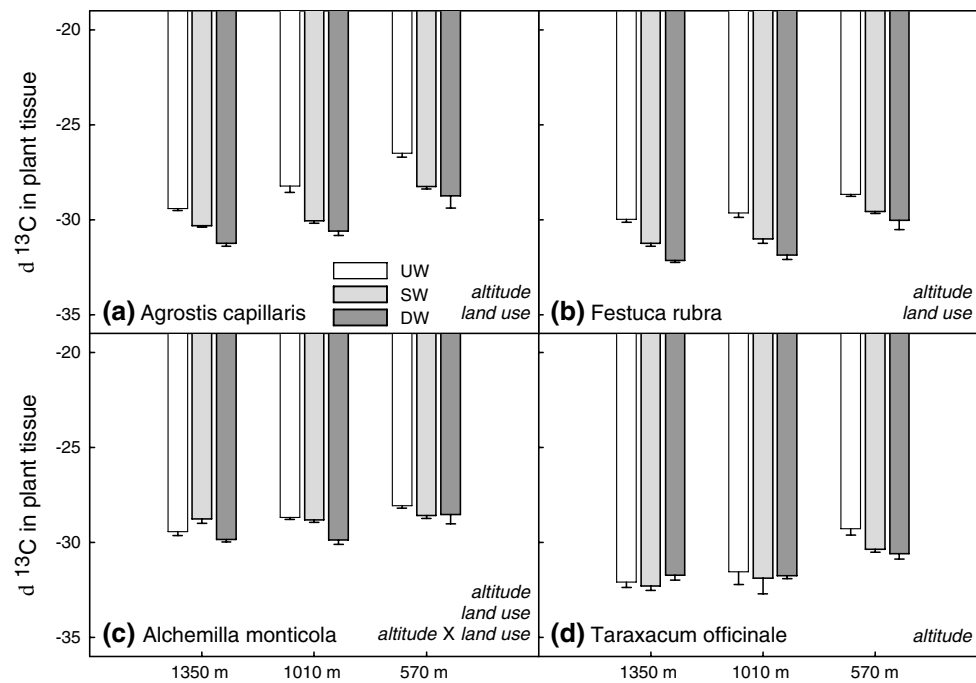 d 13C in plant tissue
-20
-25
-30
-35
UW
SW
DW
(a) Agrostis capillaris
altitude
land use
(b) Festuca rubra
altitude
land use
d 13C in plant tissue
-20
-25
-30
-35
(c) Alchemilla monticola
altitude
land use
altitude X land use
(d) Taraxacum officinale
altitude
1350 m 1010 m 570 m
1350 m 1010 m 570 m